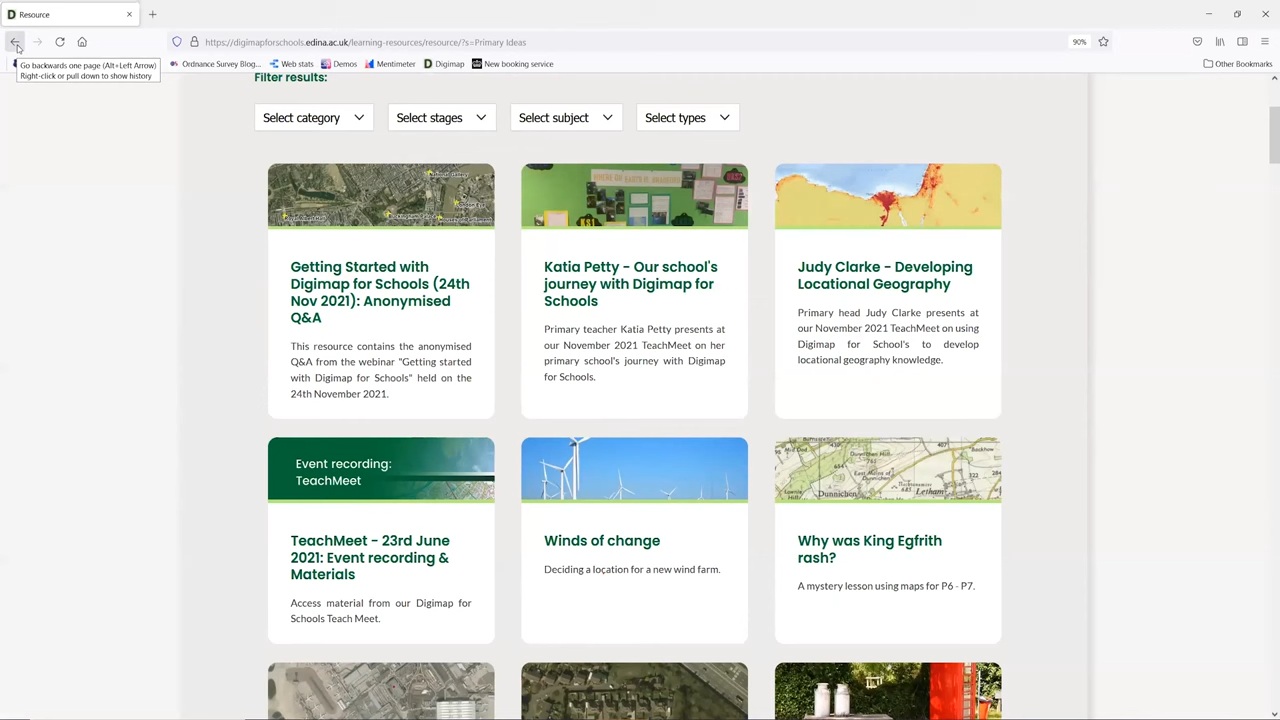 Resource
https://digimapforschools.edina.ac.uk/learning-resources/resource/?s=Primary Ideas
90%
Go backwards one page (Alt+Left Arrow)
Right-click or pull down to show history
Ordnance Survey Blog...
Web stats
Demos
Mentimeter
Digimap
New booking service
Other Bookmarks
Filter results:
Select category
Select stages
Select subject
Select types
Getting Started with
Digimap for Schools (24th
Nov 2021): Anonymised
Q&A
This resource contains the anonymised
Q&A from the webinar "Getting started
with Digimap for Schools" held on the
24th November 2021.
KS1
Katia Petty - Our school's
journey with Digimap for
Schools
Primary teacher Katia Petty presents at
our November 2021 TeachMeet on her
primary school's journey with Digimap
for Schools.
Judy Clarke - Developing
Locational Geography
Primary head Judy Clarke presents at
our November 2021 TeachMeet on using
Digimap for School's to develop
locational geography knowledge.
Event recording:
TeachMeet
TeachMeet - 23rd June
2021: Event recording &
Materials
Access material from our Digimap for
Schools Teach Meet.
Winds of change
Deciding a location for a new wind farm.
Dunnichen
Letham
Why was King Egfrith
rash?
A mystery lesson using maps for P6 - P7.